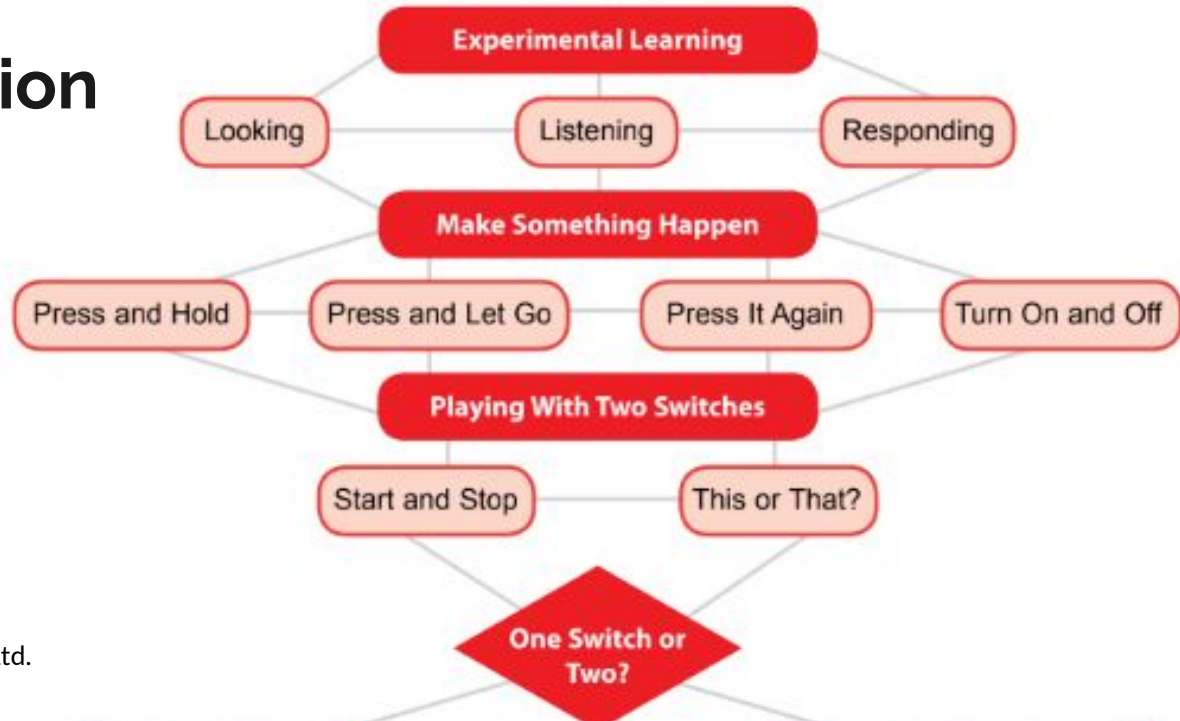 Experimental Learning
ion
Looking
Listening
Responding
Make Something Happen
Press and Hold
Press and Let Go
Press It Again
Turn On and Off
Playing With Two Switches
Start and Stop
This or That?
One Switch or
Two?
td.